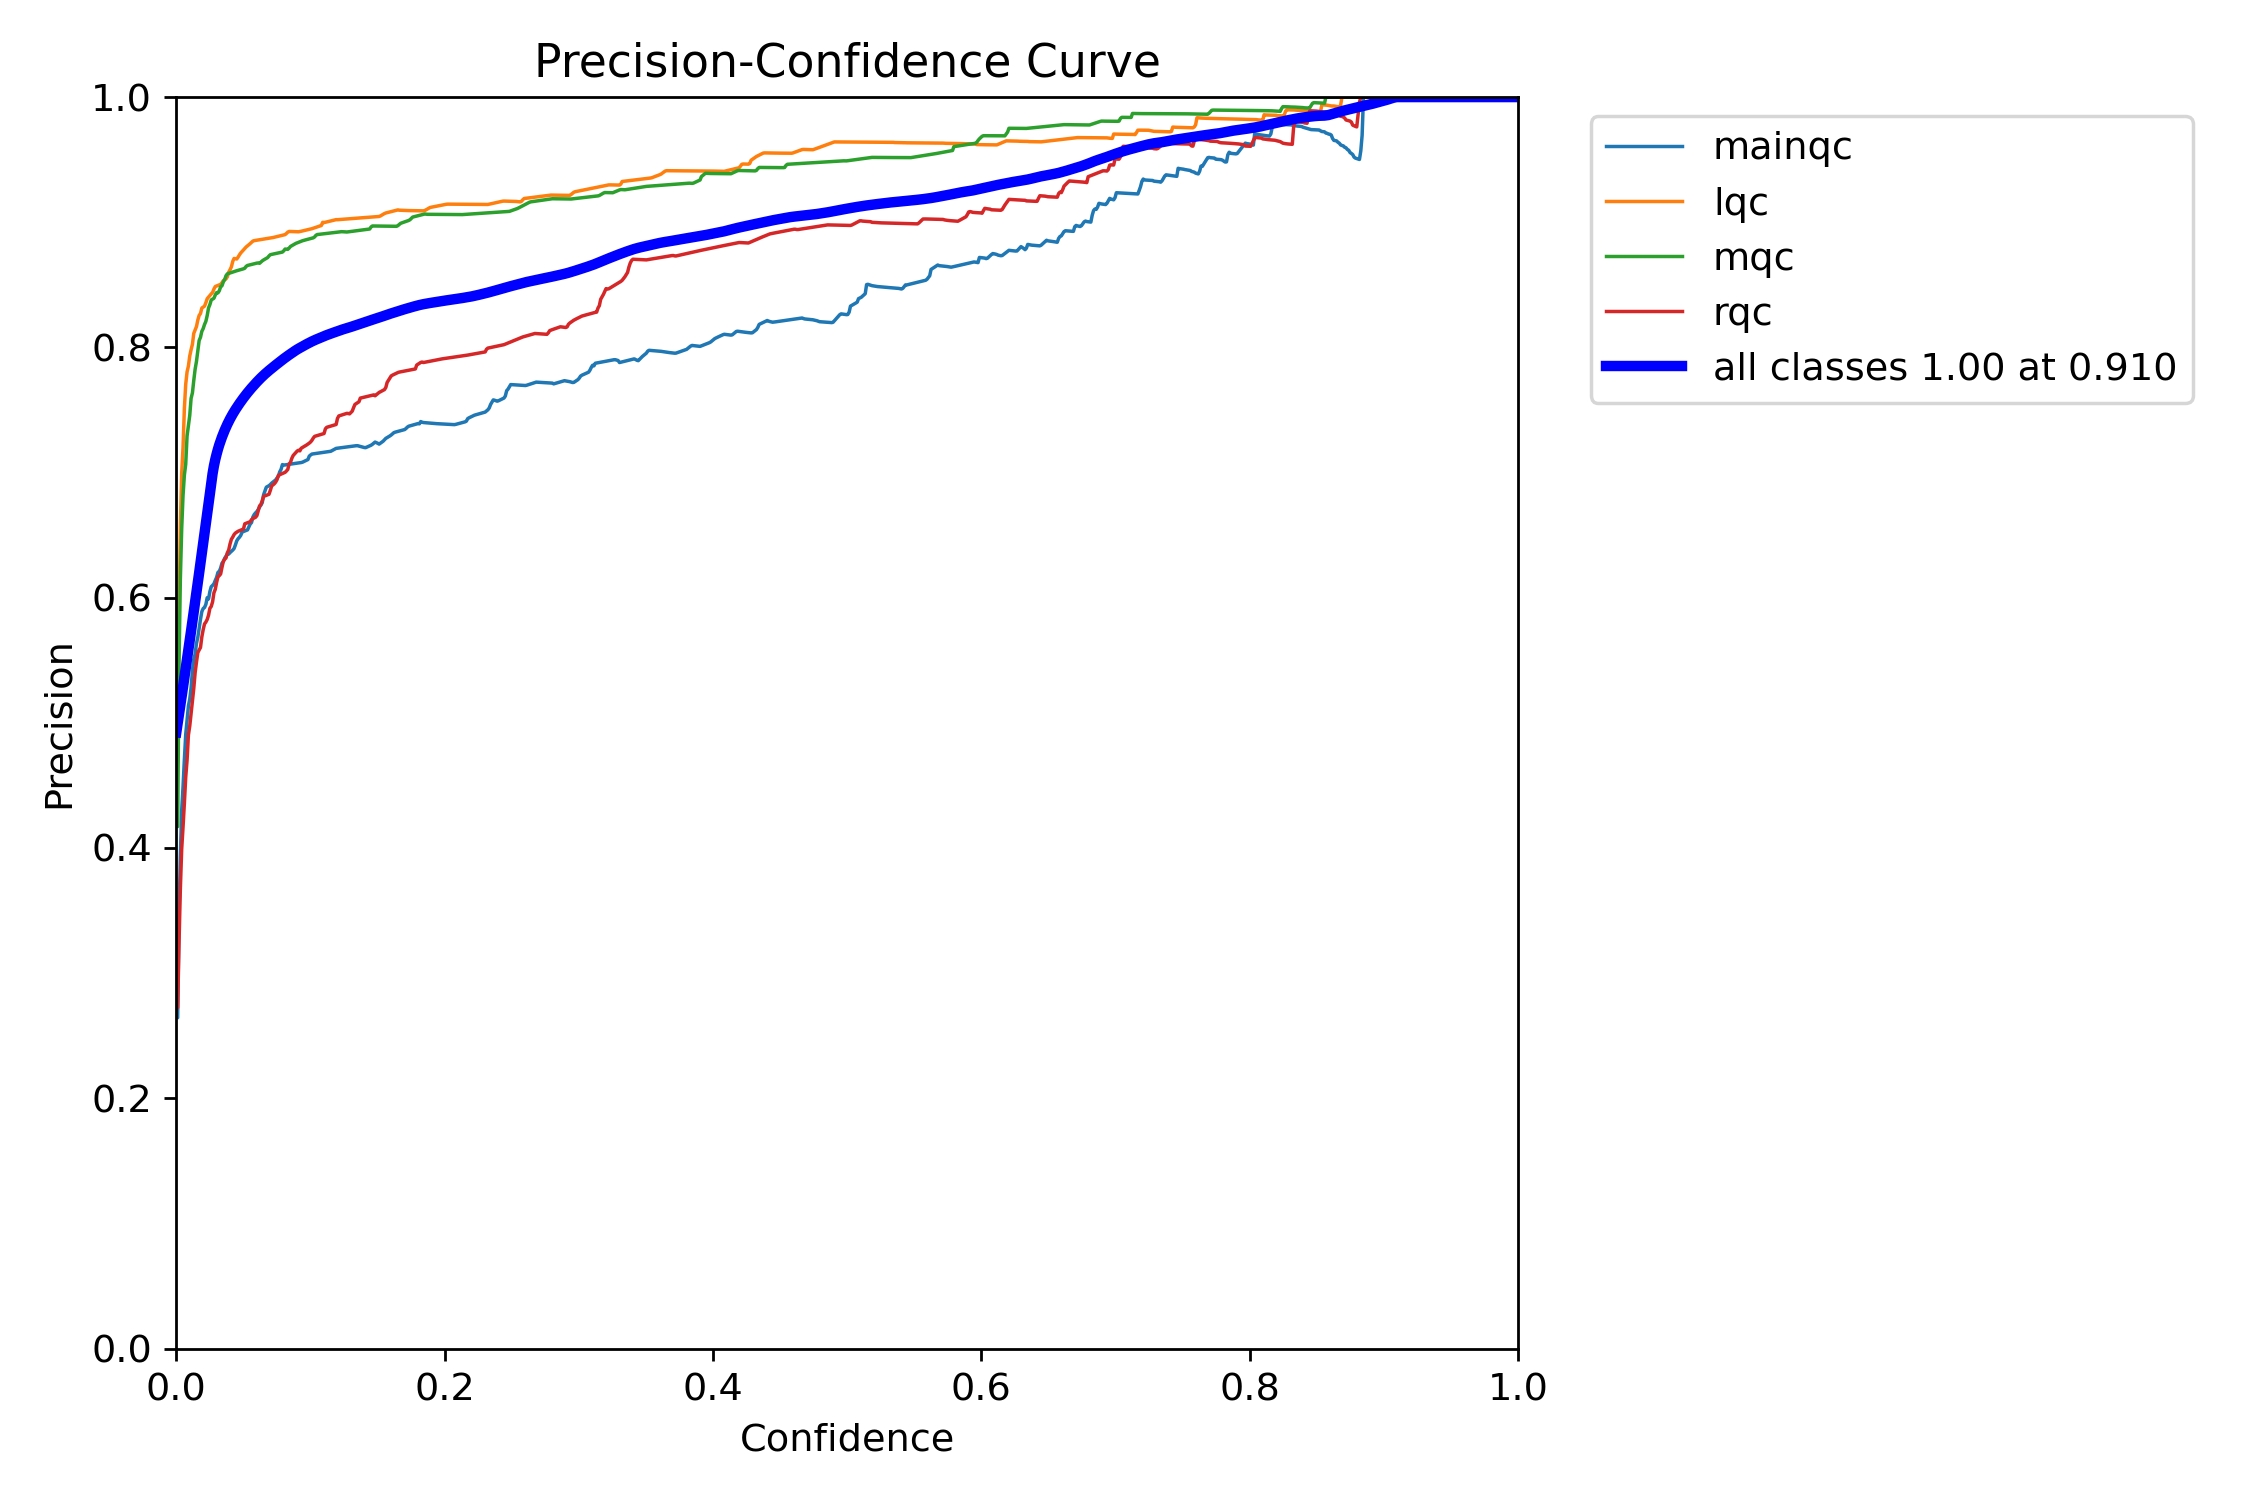 Precision-Confidence Curve
1.0
0.8
0.6
0.4
0.2
0.0
Precision
0.0 0.2 0.4 0.6 0.8 1.0
Confidence
mainqc
lqc
mqc
rqc
all classes 1.00 at 0.910